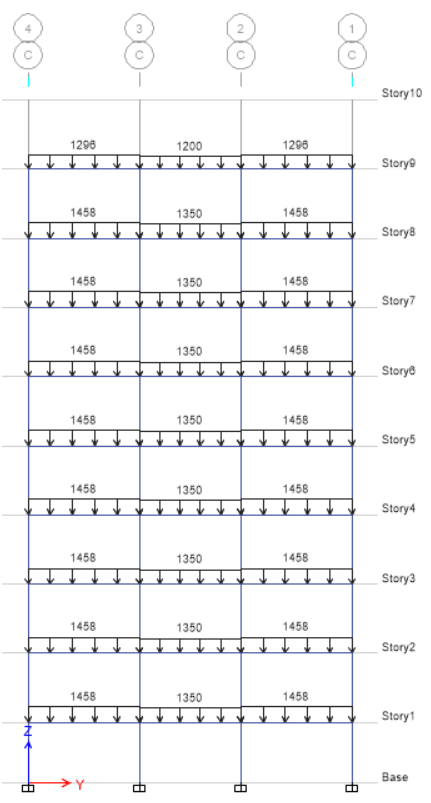 4 3 2 1
C C C C
Story10
1296 1200 1296
Story9
1458 1350 1458
Story8
1458 1350 1458
Story7
1458 1350 1458
Story6
1458 1350 1458
Story5
1458 1350 1458
Story4
1458 1350 1458
Story3
1458 1350 1458
Story2
1458 1350 1458
Story1
Z
Base
Y